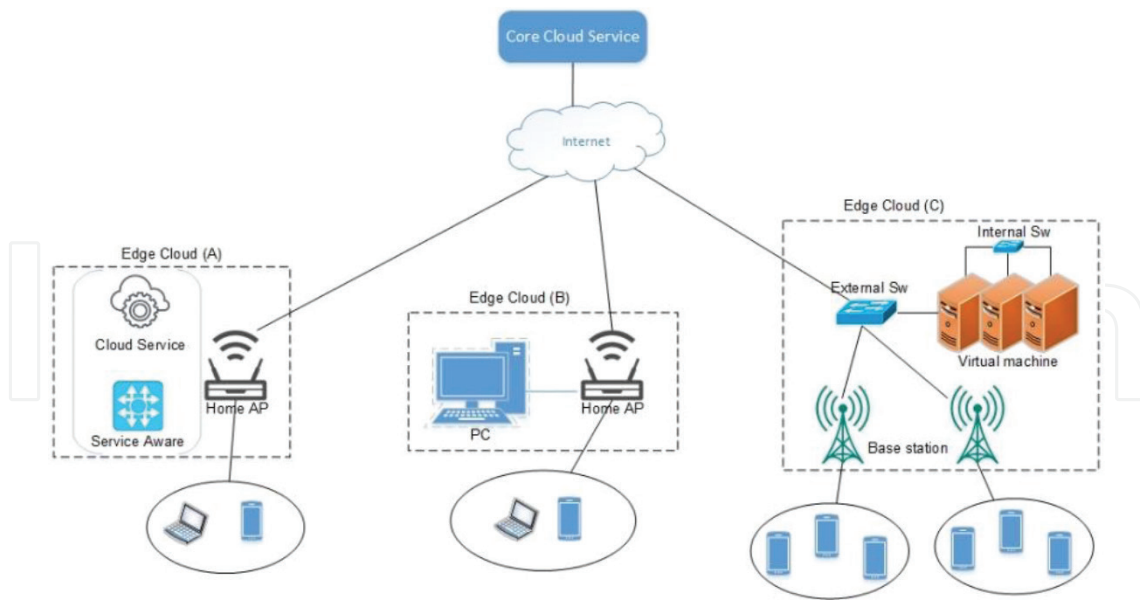 Core Cloud Service
Internet
Edge Cloud (A)
Cloud Service
Service Aware
Home AP
Edge Cloud (B)
PC
Home AP
Edge Cloud (C)
Internal Sw
External Sw
Virtual machine
Base station